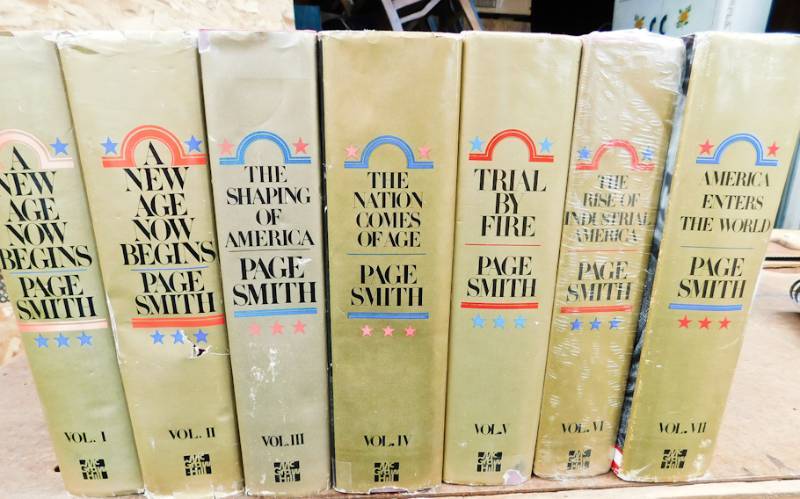 A
NEW
AGE
NOW
BEGINS
PAGE
SMITH
VOL. I
A
NEW
AGE
NOW
BEGINS
PAGE
SMITH
VOL. II
THE
SHAPING
OF
AMERICA
PAGE
SMITH
VOL. III
THE
NATION
COMES
OF AGE
PAGE
SMITH
VOL. IV
TRIAL
BY
FIRE
PAGE
SMITH
VOL. V
THE
RISE OF
INDUSTRIAL
AMERICA
PAGE
SMITH
VOL. VI
AMERICA
ENTERS
THE WORLD
PAGE
SMITH
VOL. VII